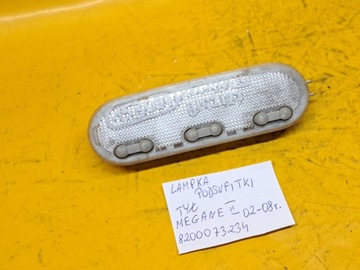 LAMPKA
PODSUFITKI
TYŁ
MEGANE II 02-08r.
8200073234